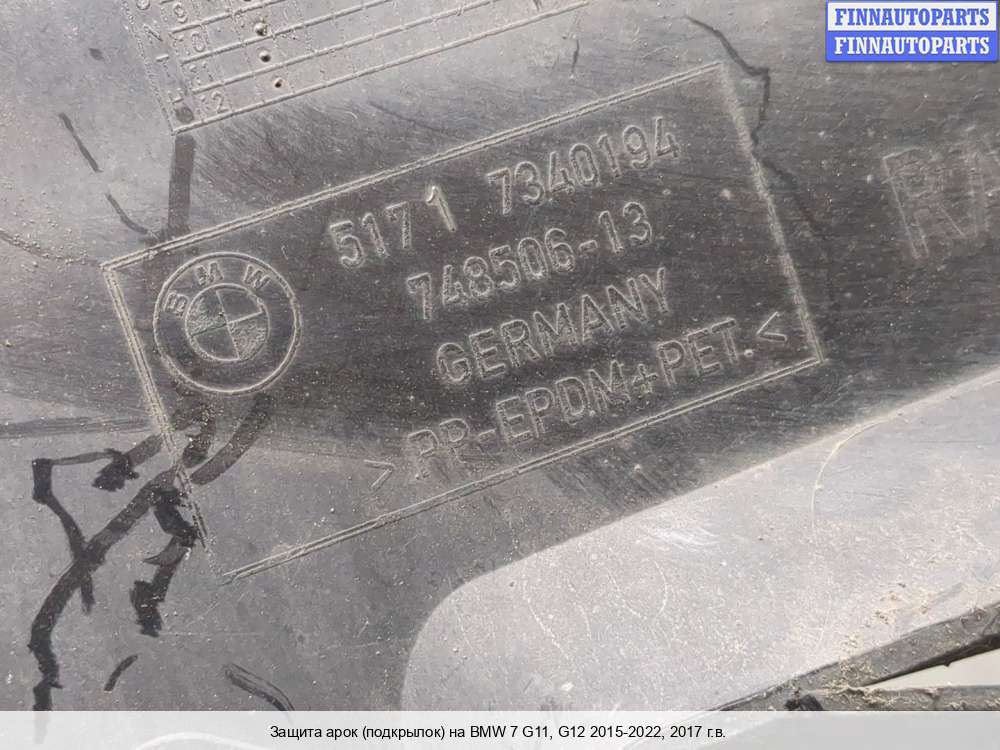 FINNAUTOPARTS
FINNAUTOPARTS
5171 7340194
748506-13
BMW
GERMANY
>PP-EPDM+PET.<
Защита арок (подкрылок) на BMW 7 G11, G12 2015-2022, 2017 г.в.